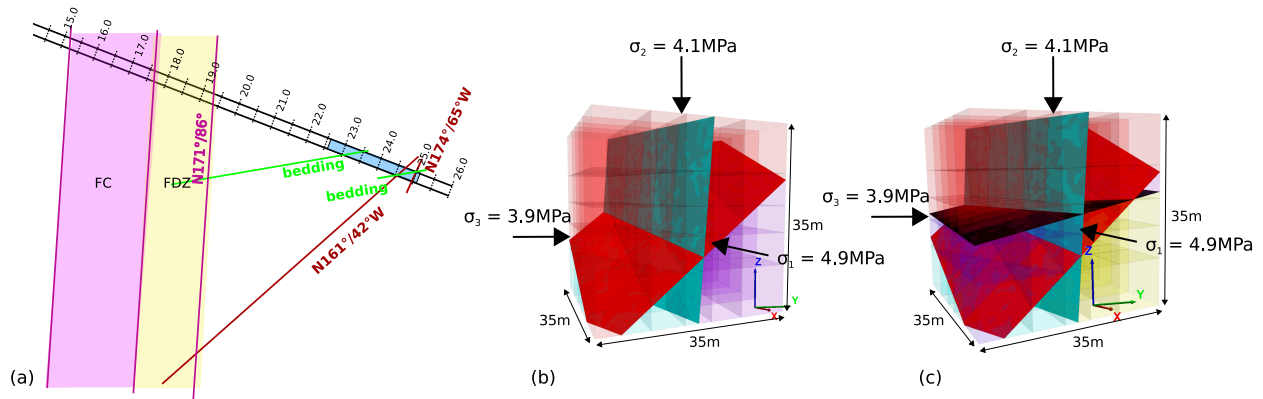 15.0
16.0
17.0
18.0
19.0
20.0
21.0
22.0
23.0
24.0
25.0
26.0
FC
FDZ
N171°/86°
bedding
bedding
N174°/65°W
N161°/42°W
(a)
σ2 = 4.1MPa
σ3 = 3.9MPa
σ1 = 4.9MPa
35m
35m
35m
Z
Y
X
(b)
σ2 = 4.1MPa
σ3 = 3.9MPa
σ1 = 4.9MPa
35m
35m
35m
Z
Y
X
(c)